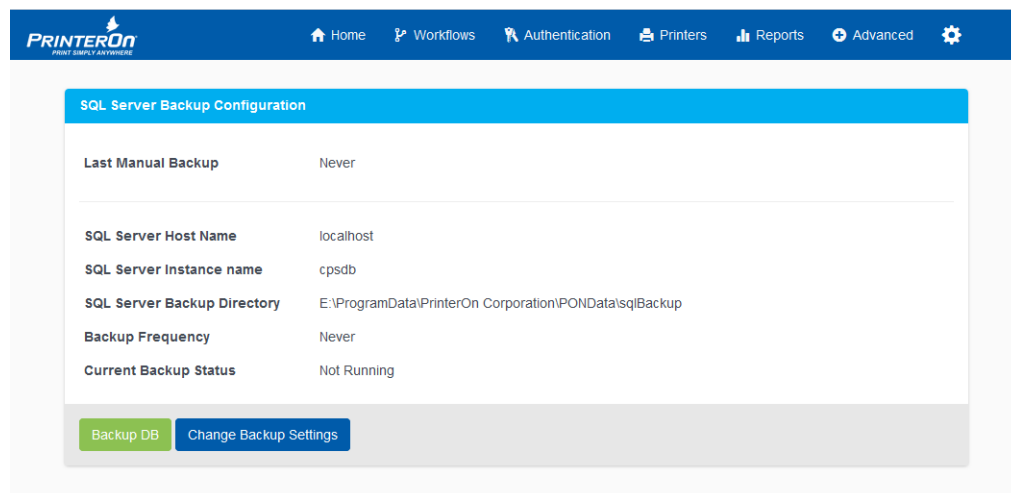 PRINTERON
PRINT SIMPLY ANYWHERE
Home Workflows Authentication Printers Reports Advanced
SQL Server Backup Configuration
Last Manual Backup Never
SQL Server Host Name localhost
SQL Server Instance name cpsdb
SQL Server Backup Directory E:\ProgramData\PrinterOn Corporation\PONData\sqlBackup
Backup Frequency Never
Current Backup Status Not Running
Backup DB Change Backup Settings